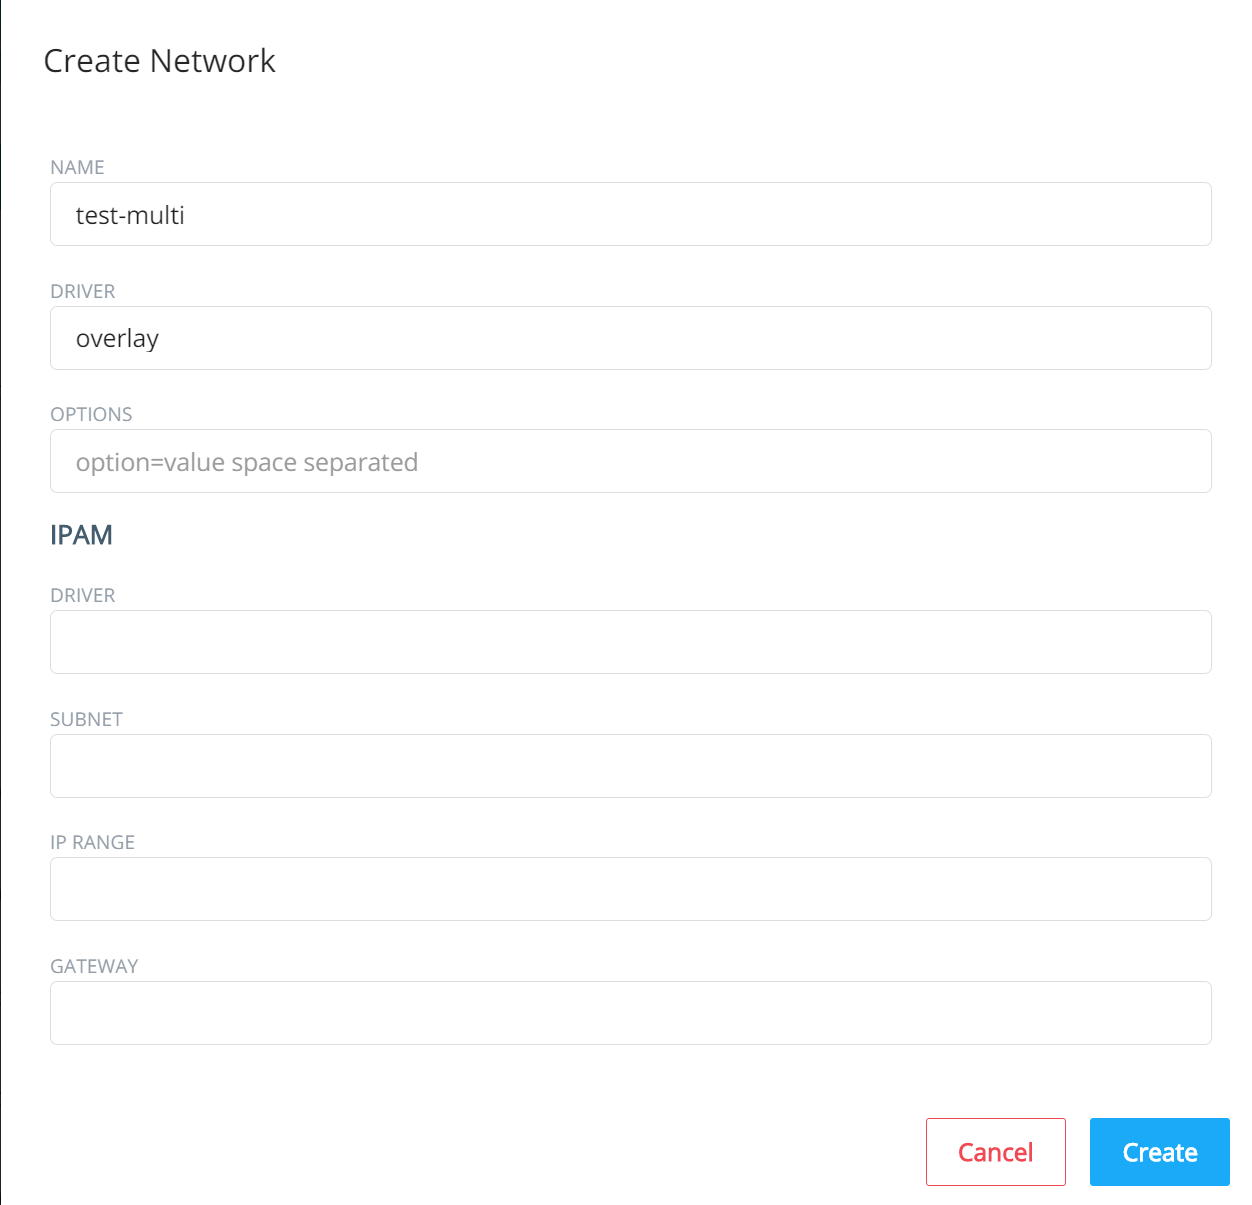 Create Network
NAME
test-multi
DRIVER
overlay
OPTIONS
option=value space separated
IPAM
DRIVER
SUBNET
IP RANGE
GATEWAY
Cancel
Create